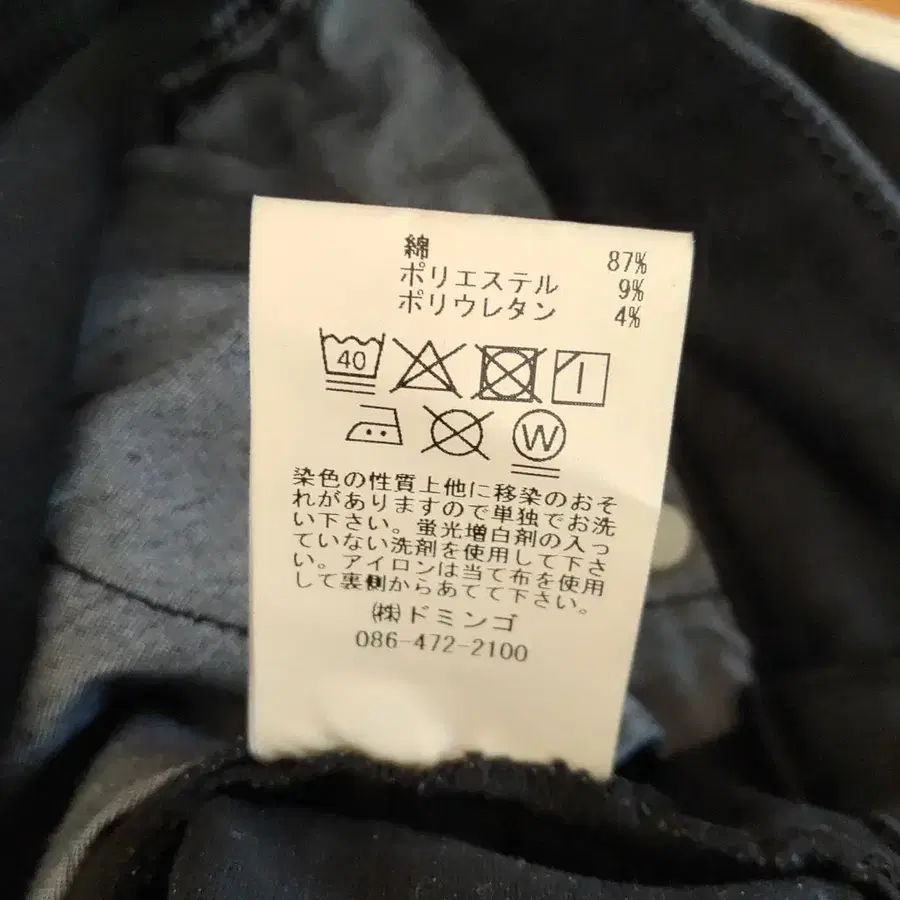 綿 87%
ポリエステル 9%
ポリウレタン 4%
40
W
染色の性質上他に移染のおそ
れがありますので単独でお洗
い下さい。蛍光増白剤の入っ
ていない洗剤を使用して下さ
い。アイロンは当て布を使用
して裏側からあてて下さい。
㈱ドミンゴ
086-472-2100